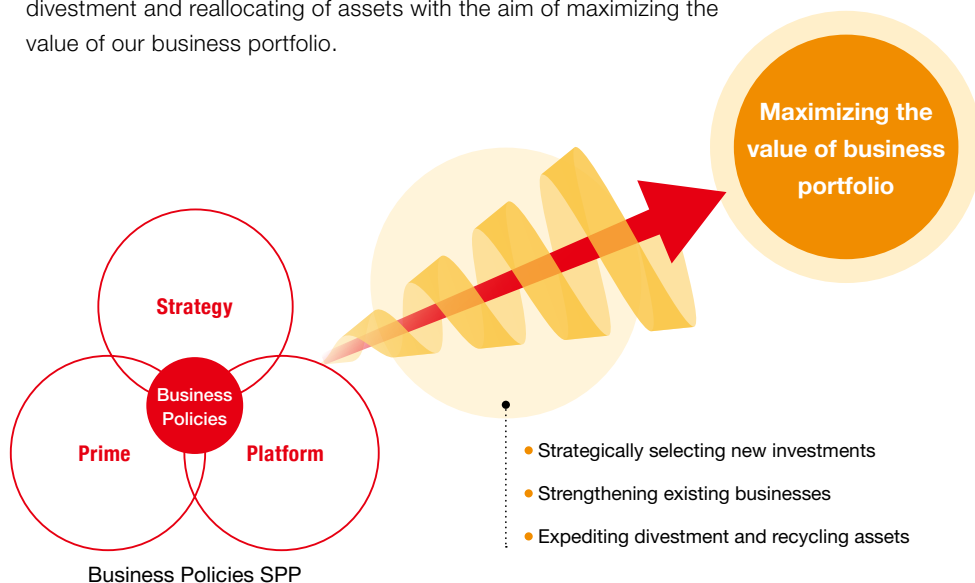 divestment and reallocating of assets with the aim of maximizing the
value of our business portfolio.
Maximizing the
value of business
portfolio
Strategy
Business
Policies
Prime
Platform
Business Policies SPP
• Strategically selecting new investments
• Strengthening existing businesses
• Expediting divestment and recycling assets